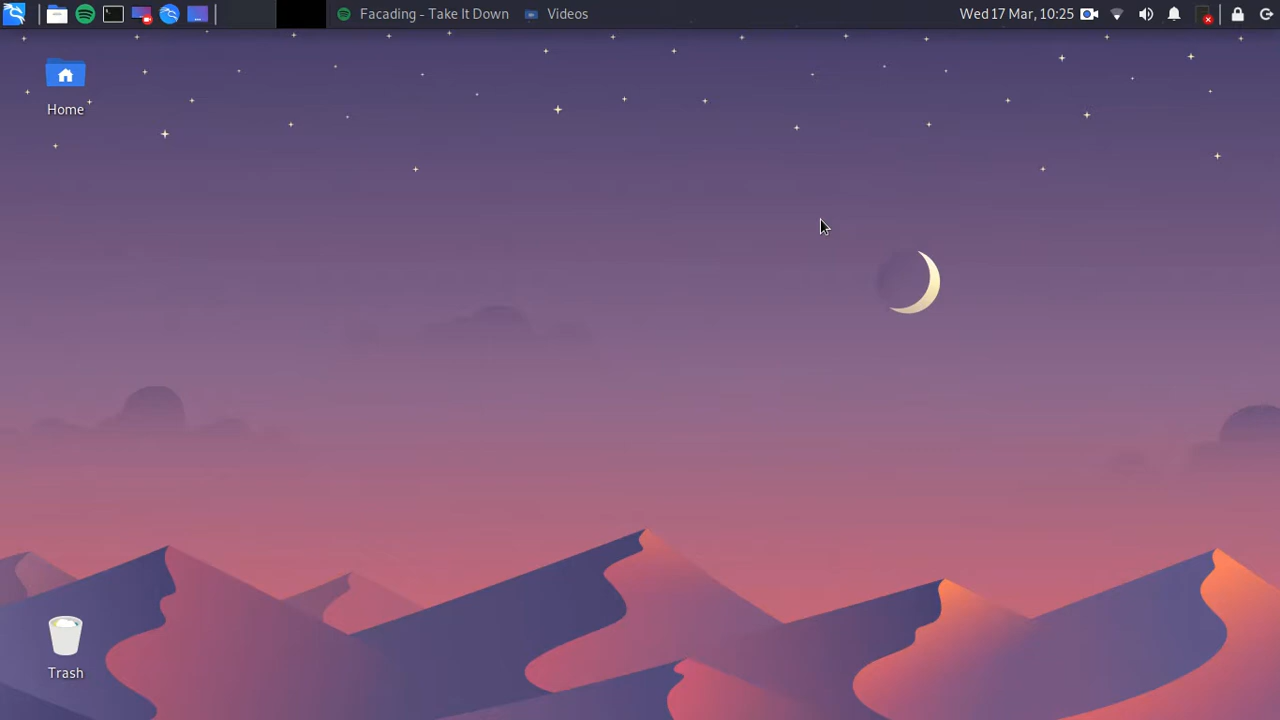 Facading - Take It Down
Videos
Wed 17 Mar, 10:25
Home
Trash